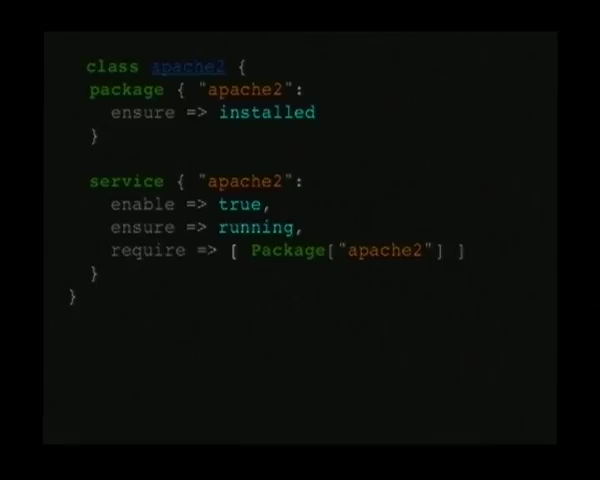 class apache2 {
package { "apache2":
ensure => installed
}
service { "apache2":
enable => true,
ensure => running,
require => [ Package["apache2"] ]
}
}